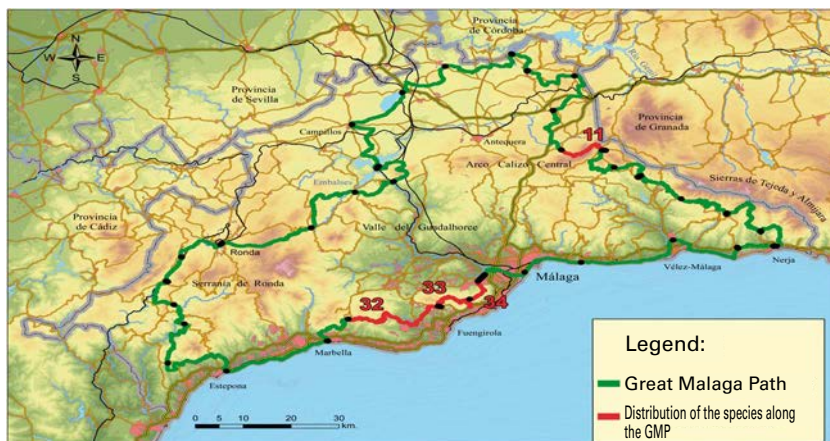 Provincia
de Córdoba
N
W E
S
Río Genil
Provincia
de Sevilla
Provincia
de Granada
Campillos
Antequera
11
Arco Calizo Central
Embalses
Sierras de Tejeda y Almijara
Provincia
de Cádiz
Valle del Guadalhorce
Ronda
Serranía de Ronda
Málaga
Vélez-Málaga
Nerja
33
32
34
Fuengirola
Marbella
Estepona
0 5 10 20 30
km.
Legend:
Great Malaga Path
Distribution of the species along
the GMP